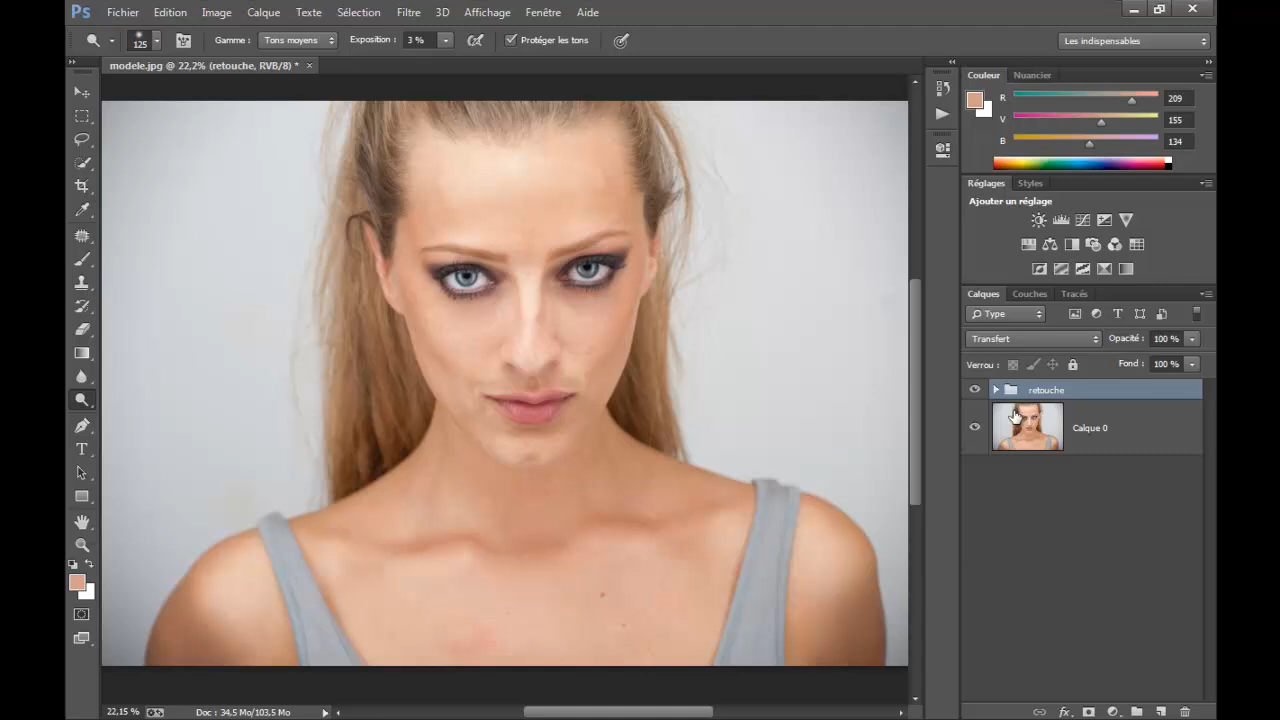 Ps Fichier Edition Image Calque Texte Sélection Filtre 3D Affichage Fenêtre Aide
125 Gamme : Tons moyens Exposition : 3 % Protéger les tons Les indispensables
modele.jpg @ 22,2% (retouche, RVB/8) * ×
Couleur Nuancier
R 209
V 155
B 134
Réglages Styles
Ajouter un réglage
Calques Couches Tracés
Type
Transfert Opacité : 100 %
Verrou : Fond : 100 %
retouche
Calque 0
22,15 % Doc : 34,5 Mo/103,5 Mo